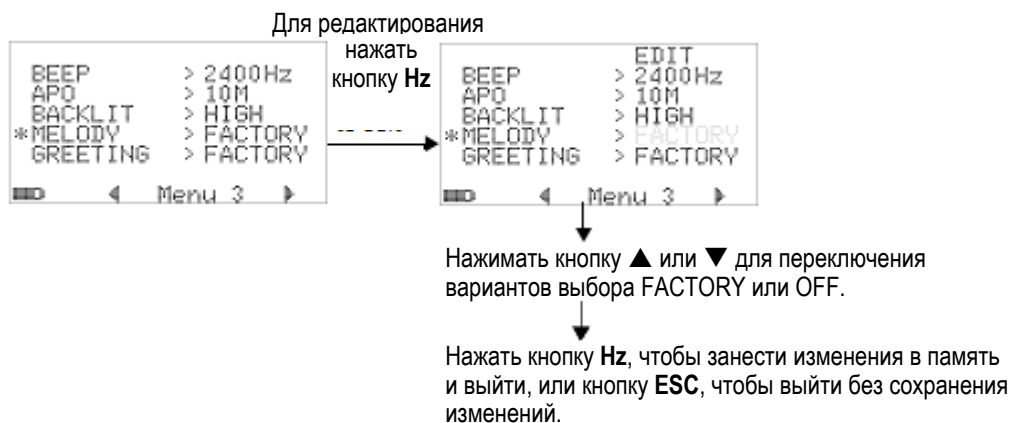 Для редактирования
нажать
кнопку Hz
BEEP > 2400Hz
APO > 10M
BACKLIT > HIGH
*MELODY > FACTORY
GREETING > FACTORY
Menu 3
EDIT
BEEP > 2400Hz
APO > 10M
BACKLIT > HIGH
*MELODY > FACTORY
GREETING > FACTORY
Menu 3
Нажимать кнопку ▲ или ▼ для переключения
вариантов выбора FACTORY или OFF.
Нажать кнопку Hz, чтобы занести изменения в память
и выйти, или кнопку ESC, чтобы выйти без сохранения
изменений.